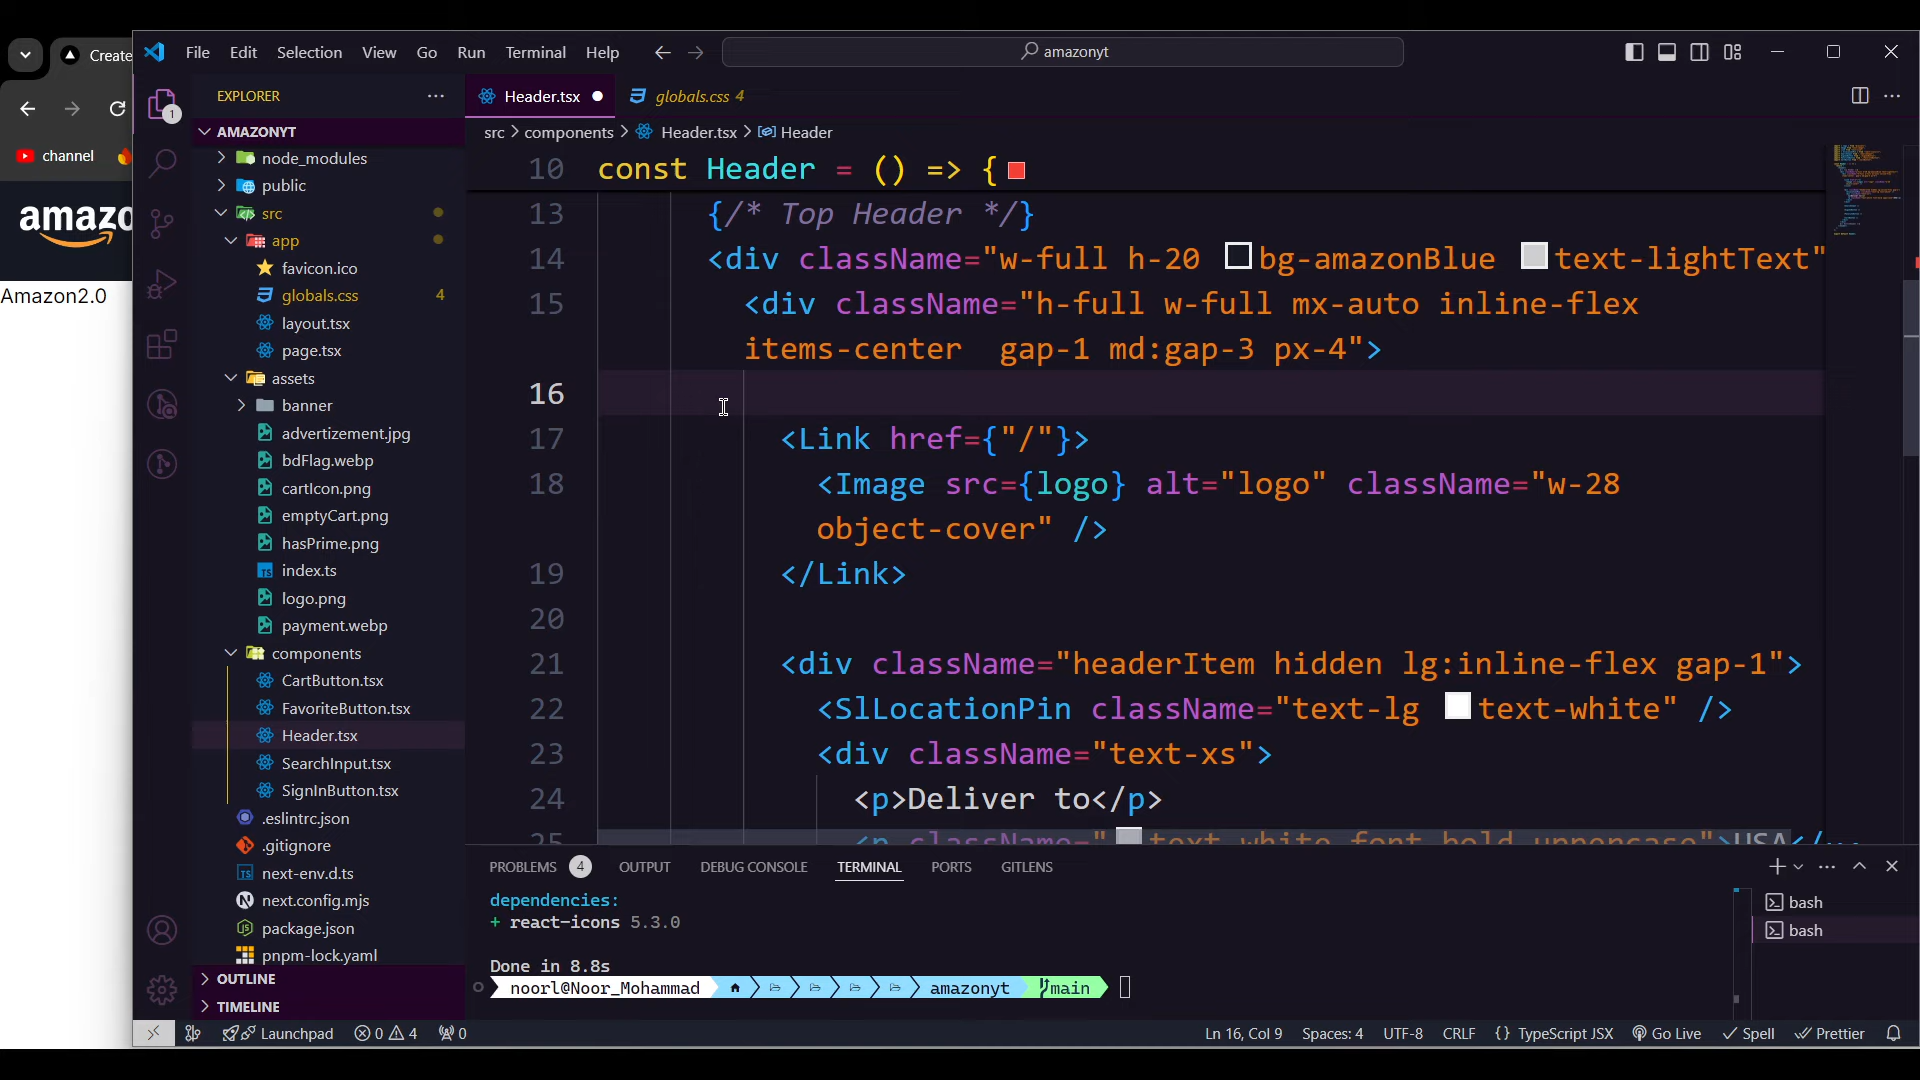 Create
File Edit Selection View Go Run Terminal Help
amazonyt
EXPLORER
Header.tsx
globals.css 4
1
AMAZONYT
src > components > Header.tsx > Header
channel
node_modules
public
src
app
favicon.ico
globals.css 4
layout.tsx
page.tsx
assets
banner
advertizement.jpg
bdFlag.webp
cartIcon.png
emptyCart.png
hasPrime.png
index.ts
logo.png
payment.webp
components
CartButton.tsx
FavoriteButton.tsx
Header.tsx
SearchInput.tsx
SignInButton.tsx
.eslintrc.json
.gitignore
next-env.d.ts
next.config.mjs
package.json
pnpm-lock.yaml
OUTLINE
TIMELINE
amazo
Amazon2.0
10 const Header = () => {
13 {/* Top Header */}
14 <div className="w-full h-20 bg-amazonBlue text-lightText"
15 <div className="h-full w-full mx-auto inline-flex
items-center  gap-1 md:gap-3 px-4">
16
17 <Link href={"/"}>
18 <Image src={logo} alt="logo" className="w-28
object-cover" />
19 </Link>
20
21 <div className="headerItem hidden lg:inline-flex gap-1">
22 <SlLocationPin className="text-lg text-white" />
23 <div className="text-xs">
24 <p>Deliver to</p>
25 <p className="text-white font-bold uppercase">USA</
PROBLEMS 4 OUTPUT DEBUG CONSOLE TERMINAL PORTS GITLENS
dependencies:
+ react-icons 5.3.0
Done in 8.8s
noorl@Noor_Mohammad amazonyt main
bash
bash
Launchpad 0 4 0
Ln 16, Col 9 Spaces: 4 UTF-8 CRLF {} TypeScript JSX Go Live Spell Prettier